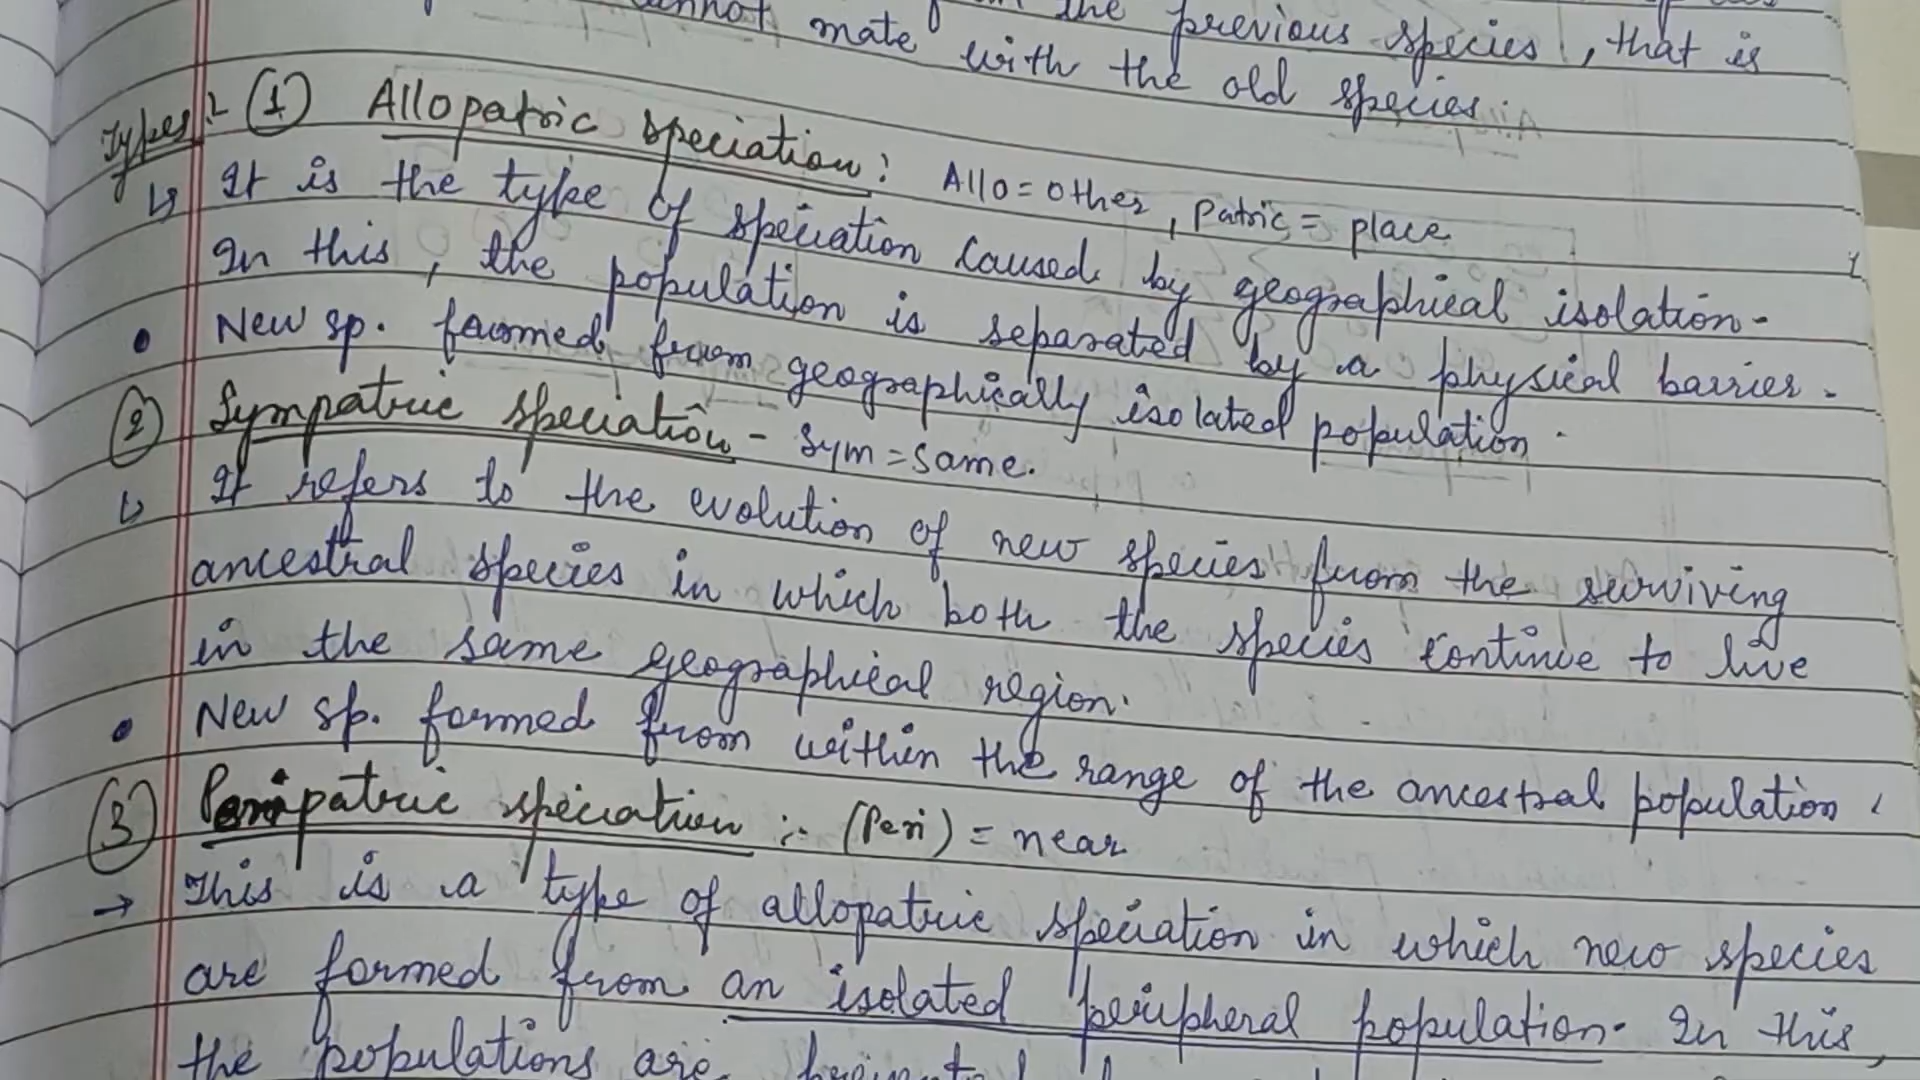 the previous species, that is
cannot mate with the old species.
Types :- (1) Allopatric speciation : Allo = other, Patric = place
↳ It is the type of speciation caused by geographical isolation.
In this, the population is separated by a physical barrier.
• New sp. formed from geographically isolated population.
(2) Sympatric speciation - Sym = same.
↳ It refers to the evolution of new species from the surviving
ancestral species in which both the species continue to live
in the same geographical region.
• New sp. formed from within the range of the ancestral population.
(3) Peripatric speciation :- (Peri) = near
→ This is a type of allopatric speciation in which new species
are formed from an isolated peripheral population. In this,
the populations are